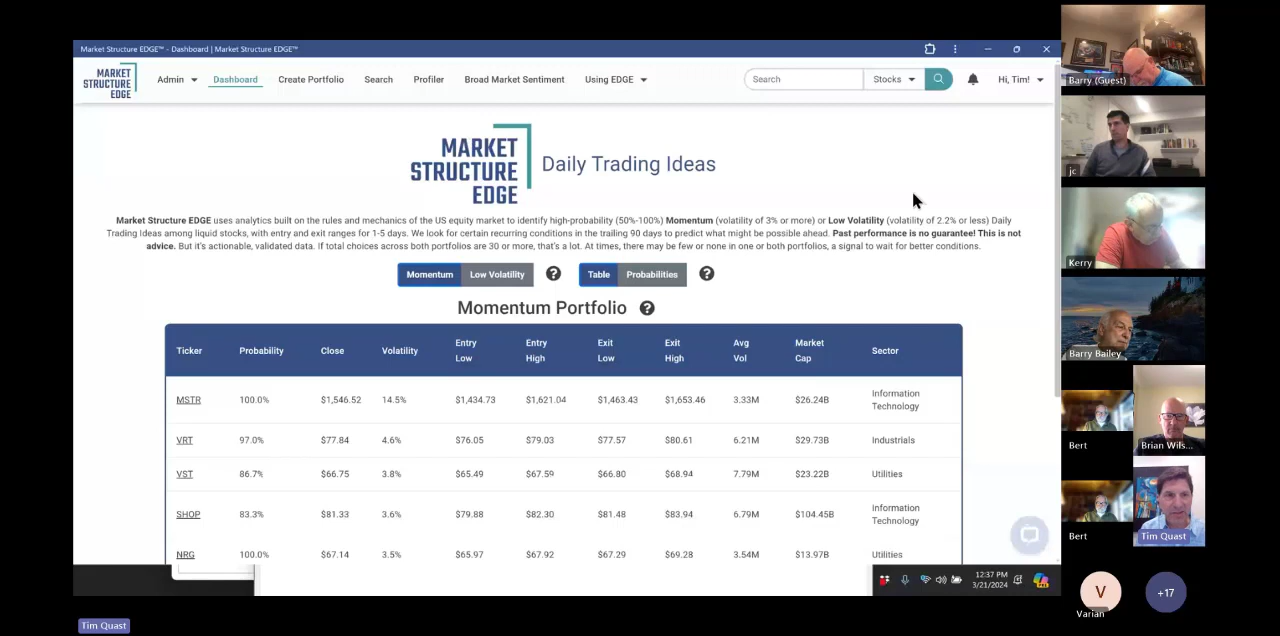 Market Structure EDGE™ - Dashboard | Market Structure EDGE™
MARKET
STRUCTURE
EDGE
Admin
Dashboard
Create Portfolio
Search
Profiler
Broad Market Sentiment
Using EDGE
Search
Stocks
Hi, Tim!
MARKET
STRUCTURE
EDGE
Daily Trading Ideas
Market Structure EDGE uses analytics built on the rules and mechanics of the US equity market to identify high-probability (50%-100%) Momentum (volatility of 3% or more) or Low Volatility (volatility of 2.2% or less) Daily
Trading Ideas among liquid stocks, with entry and exit ranges for 1-5 days. We look for certain recurring conditions in the trailing 90 days to predict what might be possible ahead. Past performance is no guarantee! This is not
advice. But it's actionable, validated data. If total choices across both portfolios are 30 or more, that's a lot. At times, there may be few or none in one or both portfolios, a signal to wait for better conditions.
Momentum Low Volatility ? Table Probabilities ?
Momentum Portfolio ?
Ticker Probability Close Volatility Entry Low Entry High Exit Low Exit High Avg Vol Market Cap Sector
MSTR 100.0% $1,546.52 14.5% $1,434.73 $1,621.04 $1,463.43 $1,653.46 3.33M $26.24B Information Technology
VRT 97.0% $77.84 4.6% $76.05 $79.03 $77.57 $80.61 6.21M $29.73B Industrials
VST 86.7% $66.75 3.8% $65.49 $67.59 $66.80 $68.94 7.79M $23.22B Utilities
SHOP 83.3% $81.33 3.6% $79.88 $82.30 $81.48 $83.94 6.79M $104.45B Information Technology
NRG 100.0% $67.14 3.5% $65.97 $67.92 $67.29 $69.28 3.54M $13.97B Utilities
12:37 PM
3/21/2024
Tim Quast
Barry (Guest)
jc
Kerry
Barry Bailey
Bert
Brian Wils...
Bert
Tim Quast
V
Varian
+17